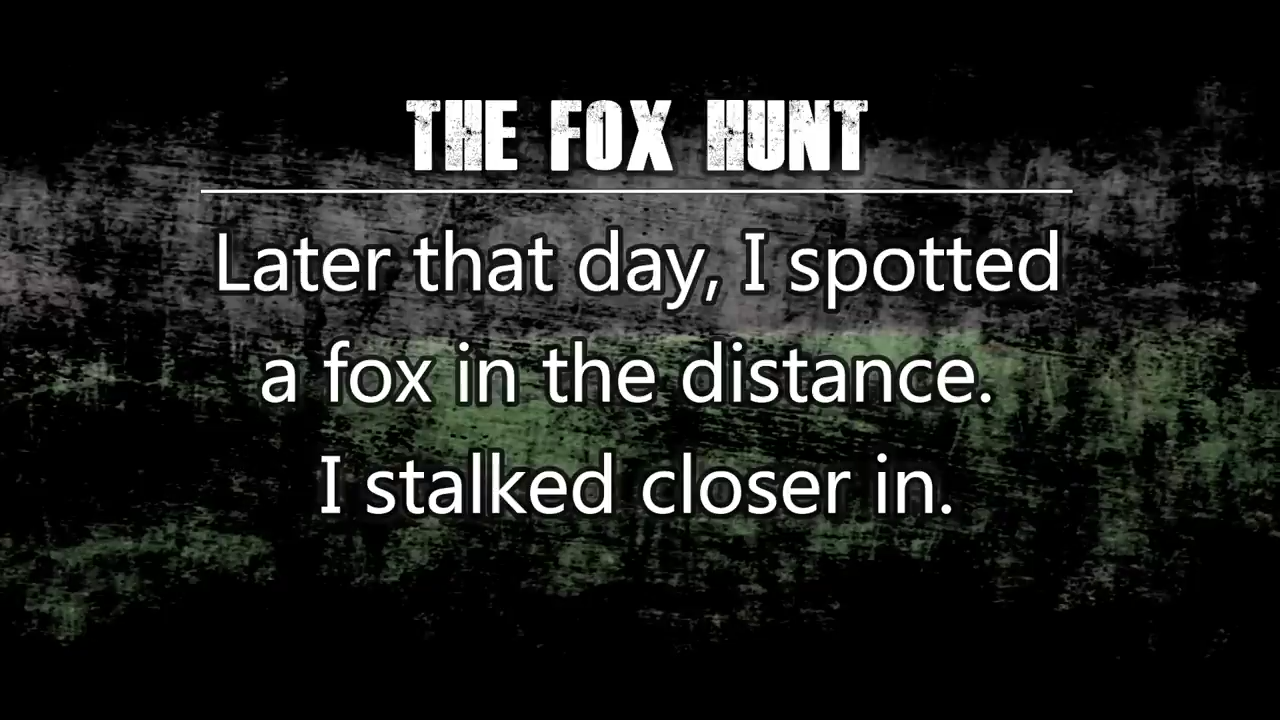 THE FOX HUNT
Later that day, I spotted
a fox in the distance.
I stalked closer in.